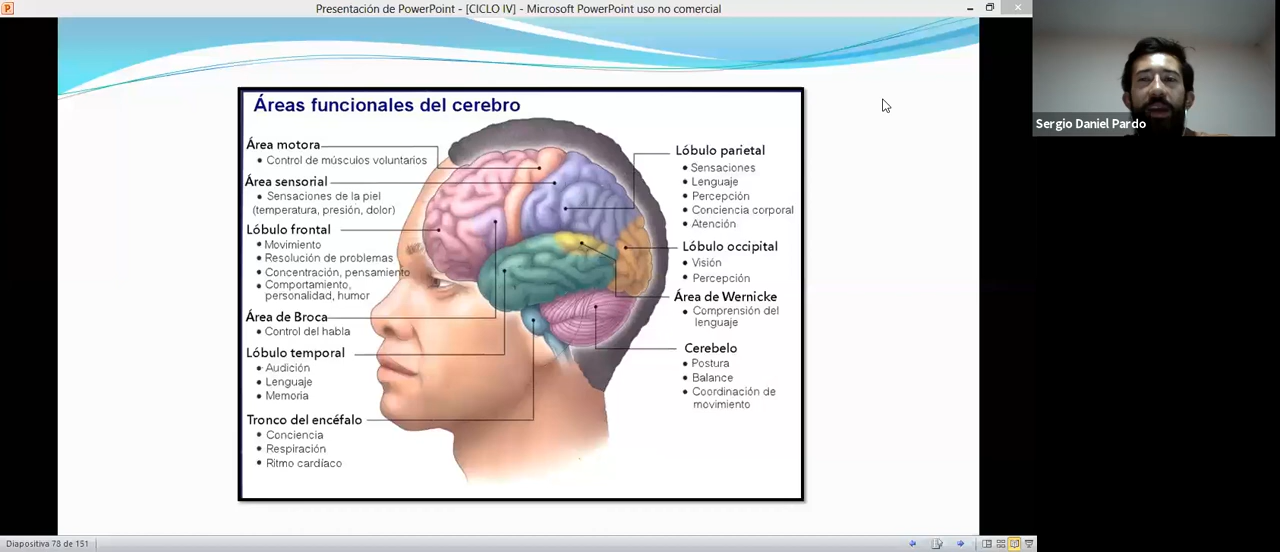 Presentación de PowerPoint - [CICLO IV] - Microsoft PowerPoint uso no comercial
Sergio Daniel Pardo
Áreas funcionales del cerebro
Área motora
• Control de músculos voluntarios
Área sensorial
• Sensaciones de la piel
(temperatura, presión, dolor)
Lóbulo frontal
• Movimiento
• Resolución de problemas
• Concentración, pensamiento
• Comportamiento,
personalidad, humor
Área de Broca
• Control del habla
Lóbulo temporal
• Audición
• Lenguaje
• Memoria
Tronco del encéfalo
• Conciencia
• Respiración
• Ritmo cardíaco
Lóbulo parietal
• Sensaciones
• Lenguaje
• Percepción
• Conciencia corporal
• Atención
Lóbulo occipital
• Visión
• Percepción
Área de Wernicke
• Comprensión del
lenguaje
Cerebelo
• Postura
• Balance
• Coordinación de
movimiento
Diapositiva 78 de 151